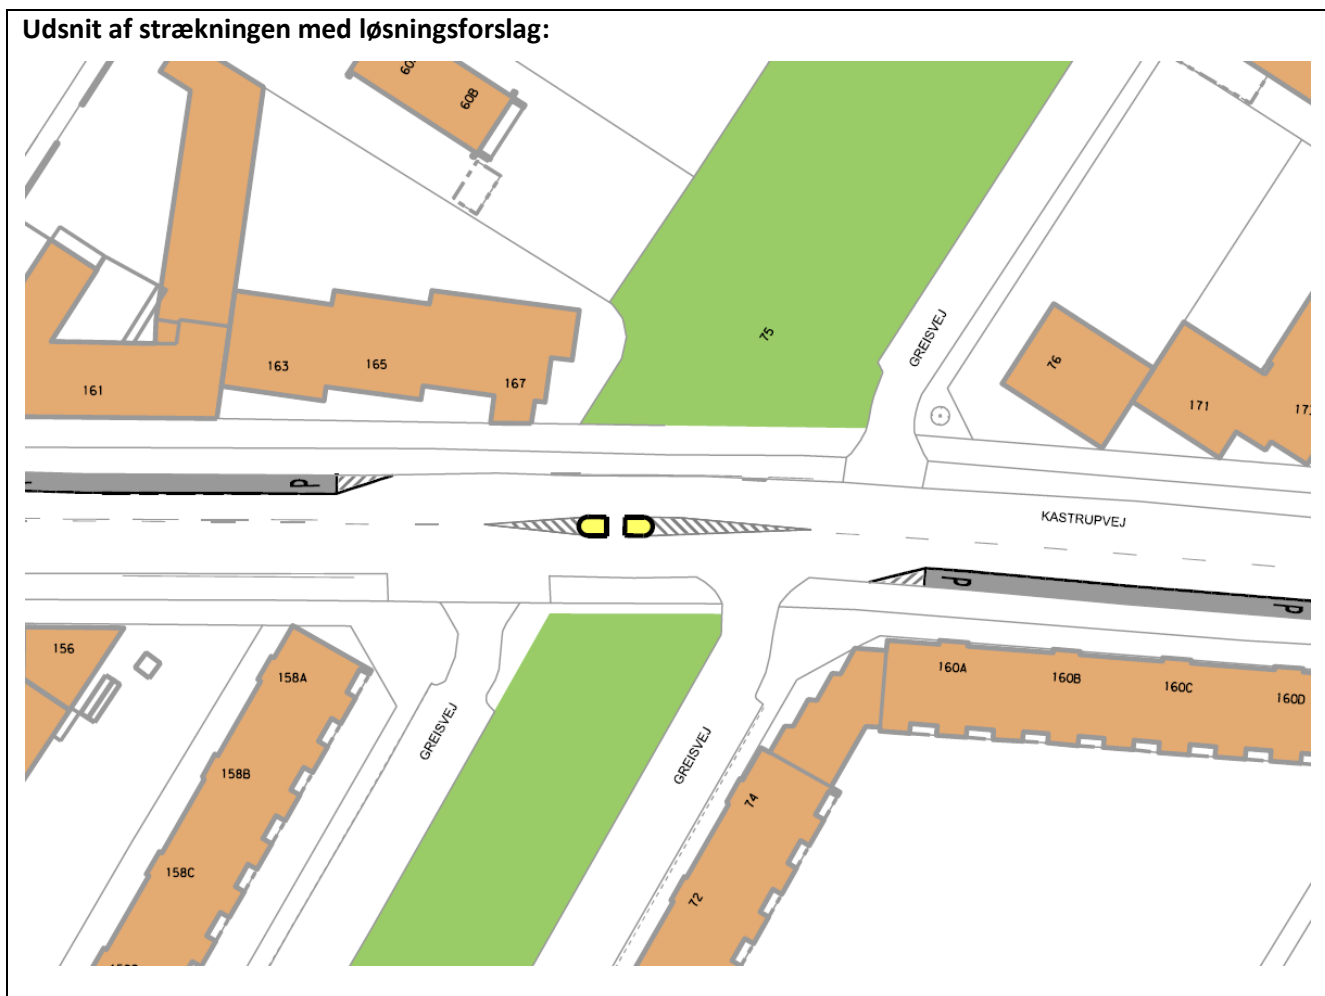 Udsnit af strækningen med løsningsforslag:
60B
75
GREISVEJ
76
163
165
167
161
171
P
KASTRUPVEJ
P
P
156
158A
160A
160B
160C
160D
GREISVEJ
GREISVEJ
158B
74
158C
72